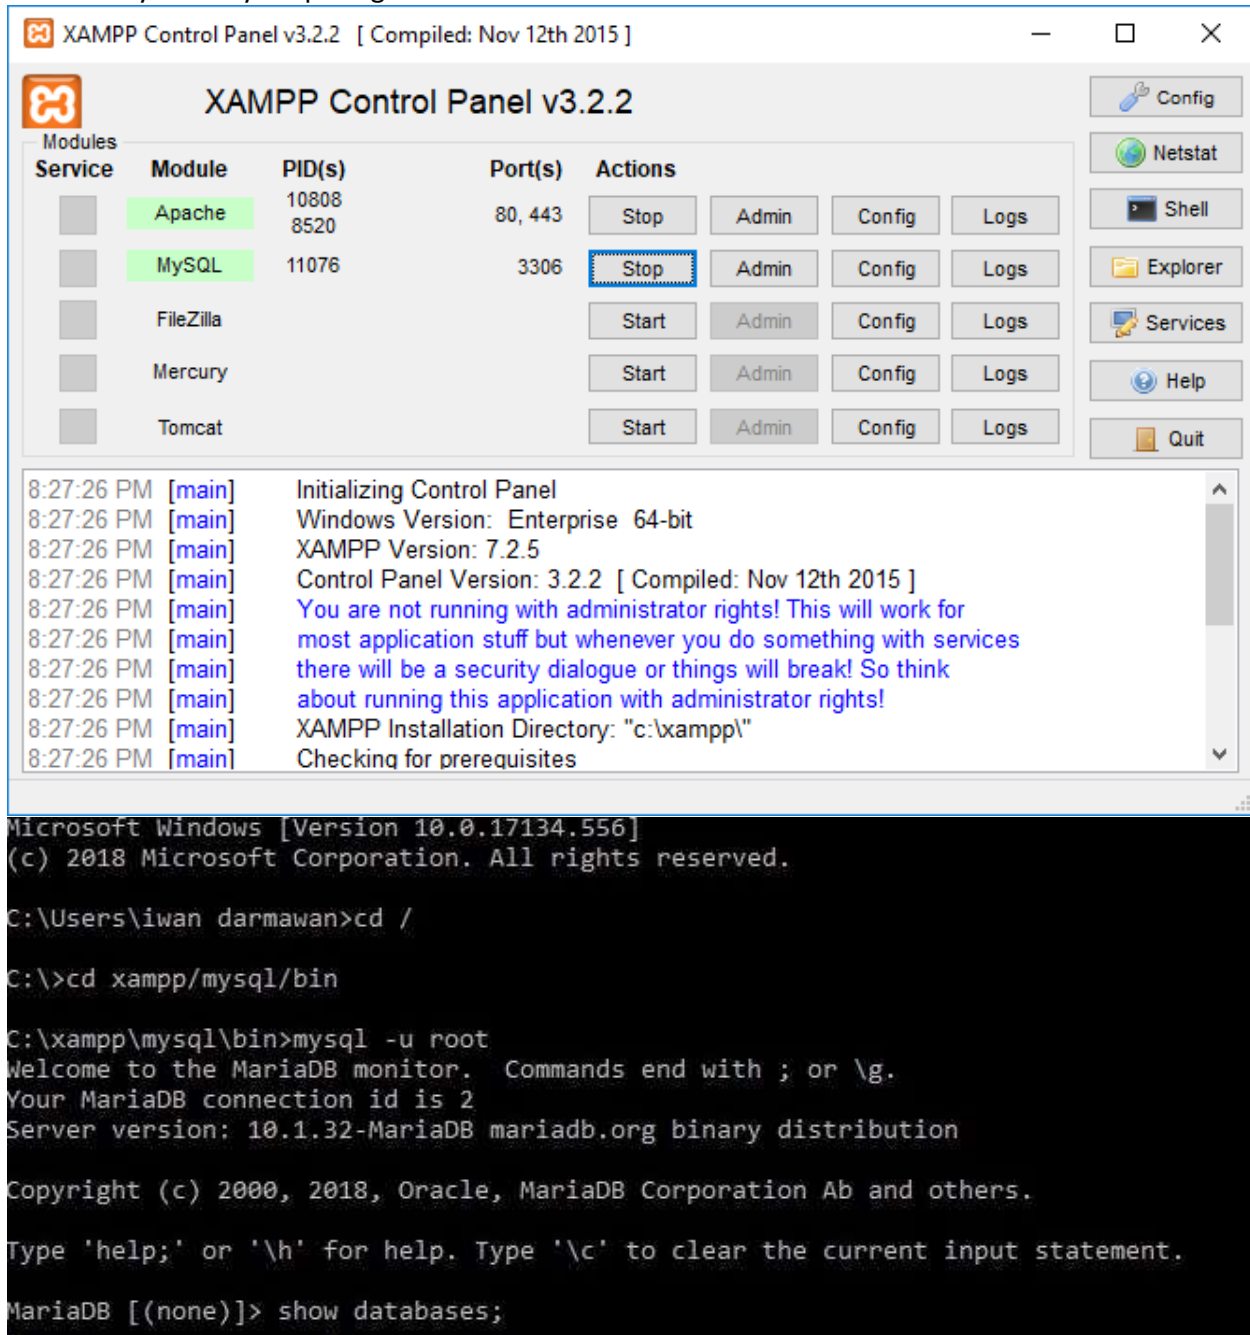 XAMPP Control Panel v3.2.2 [ Compiled: Nov 12th 2015 ]
XAMPP Control Panel v3.2.2
Config
Modules
Service Module PID(s) Port(s) Actions
Netstat
Apache 10808 8520 80, 443 Stop Admin Config Logs
Shell
MySQL 11076 3306 Stop Admin Config Logs
Explorer
FileZilla Start Admin Config Logs
Services
Mercury Start Admin Config Logs
Help
Tomcat Start Admin Config Logs
Quit
8:27:26 PM [main] Initializing Control Panel
8:27:26 PM [main] Windows Version: Enterprise 64-bit
8:27:26 PM [main] XAMPP Version: 7.2.5
8:27:26 PM [main] Control Panel Version: 3.2.2 [ Compiled: Nov 12th 2015 ]
8:27:26 PM [main] You are not running with administrator rights! This will work for
8:27:26 PM [main] most application stuff but whenever you do something with services
8:27:26 PM [main] there will be a security dialogue or things will break! So think
8:27:26 PM [main] about running this application with administrator rights!
8:27:26 PM [main] XAMPP Installation Directory: "c:\xampp\"
8:27:26 PM [main] Checking for prerequisites
Microsoft Windows [Version 10.0.17134.556]
(c) 2018 Microsoft Corporation. All rights reserved.
C:\Users\iwan darmawan>cd /
C:\>cd xampp/mysql/bin
C:\xampp\mysql\bin>mysql -u root
Welcome to the MariaDB monitor.  Commands end with ; or \g.
Your MariaDB connection id is 2
Server version: 10.1.32-MariaDB mariadb.org binary distribution
Copyright (c) 2000, 2018, Oracle, MariaDB Corporation Ab and others.
Type 'help;' or '\h' for help. Type '\c' to clear the current input statement.
MariaDB [(none)]> show databases;